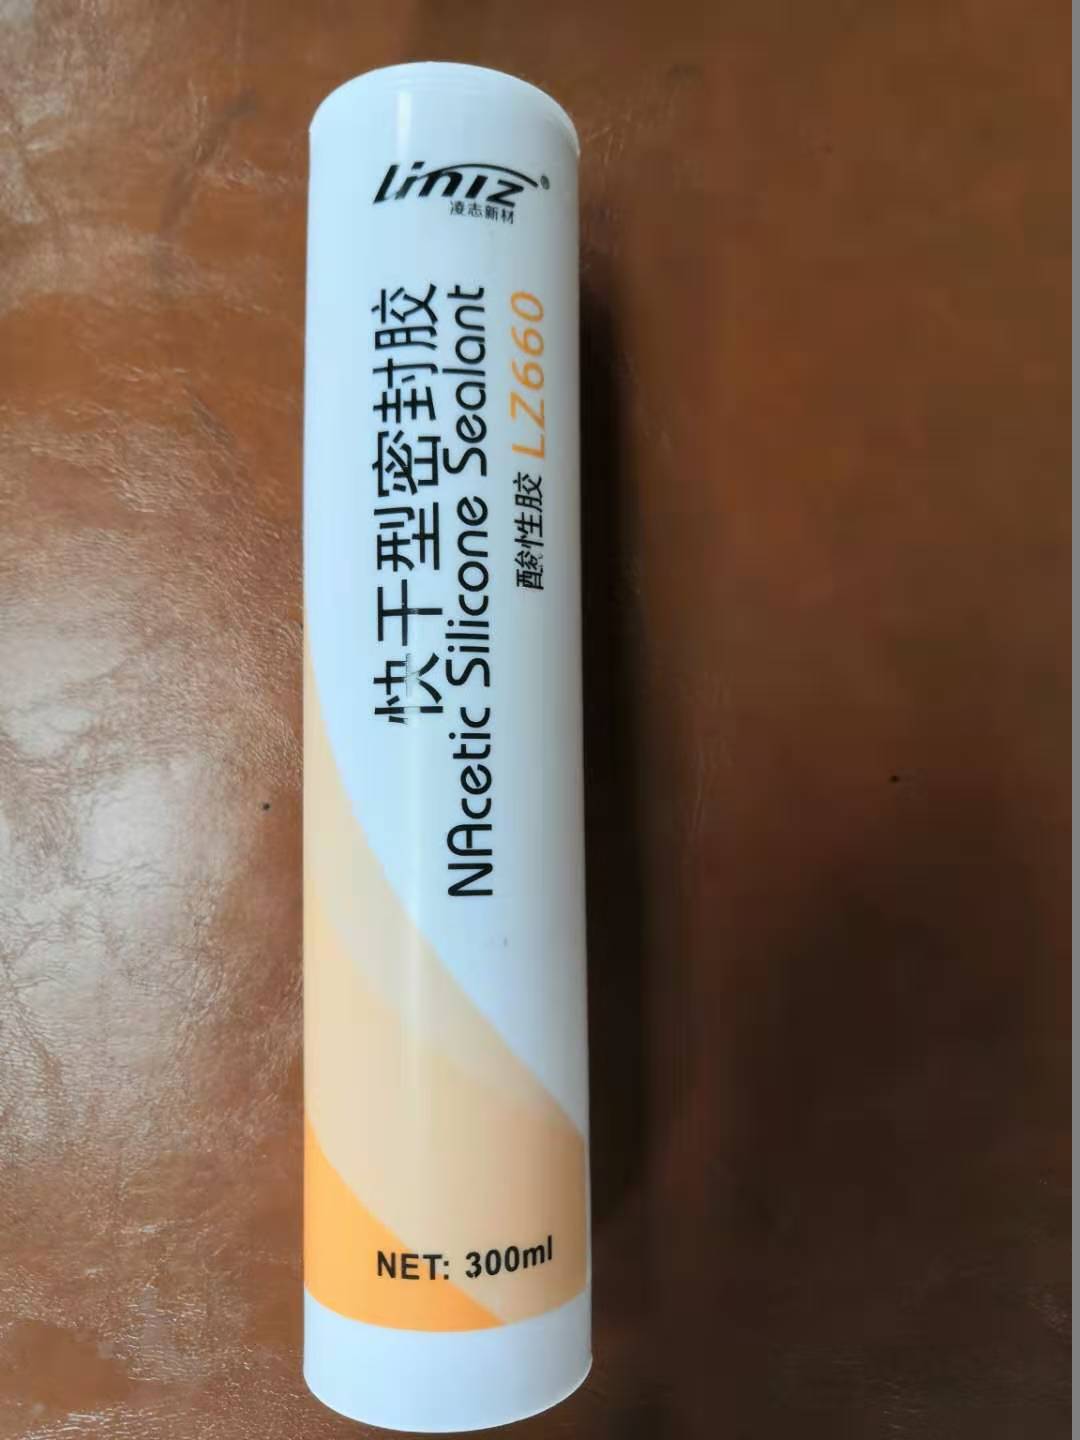 Liniz®
凌志新材
快干型密封胶
NAcetic Silicone Sealant
酸性胶 LZ660
NET: 300ml